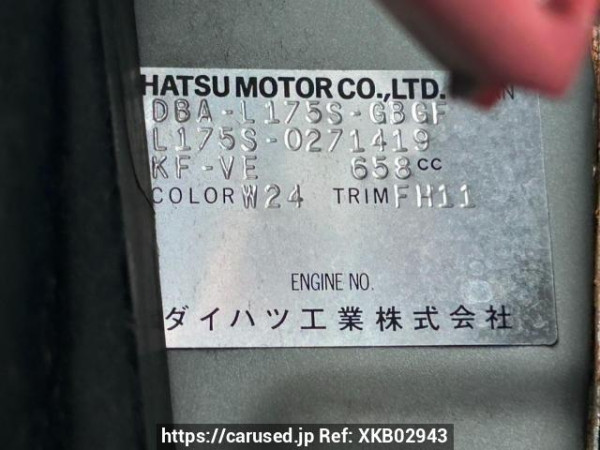 HATSU MOTOR CO.,LTD.
DBA-L175S-GBGF
L175S-0271419
KF-VE 658CC
COLOR W24 TRIM FH11
ENGINE NO.
ダイハツ工業株式会社
https://carused.jp Ref: XKB02943